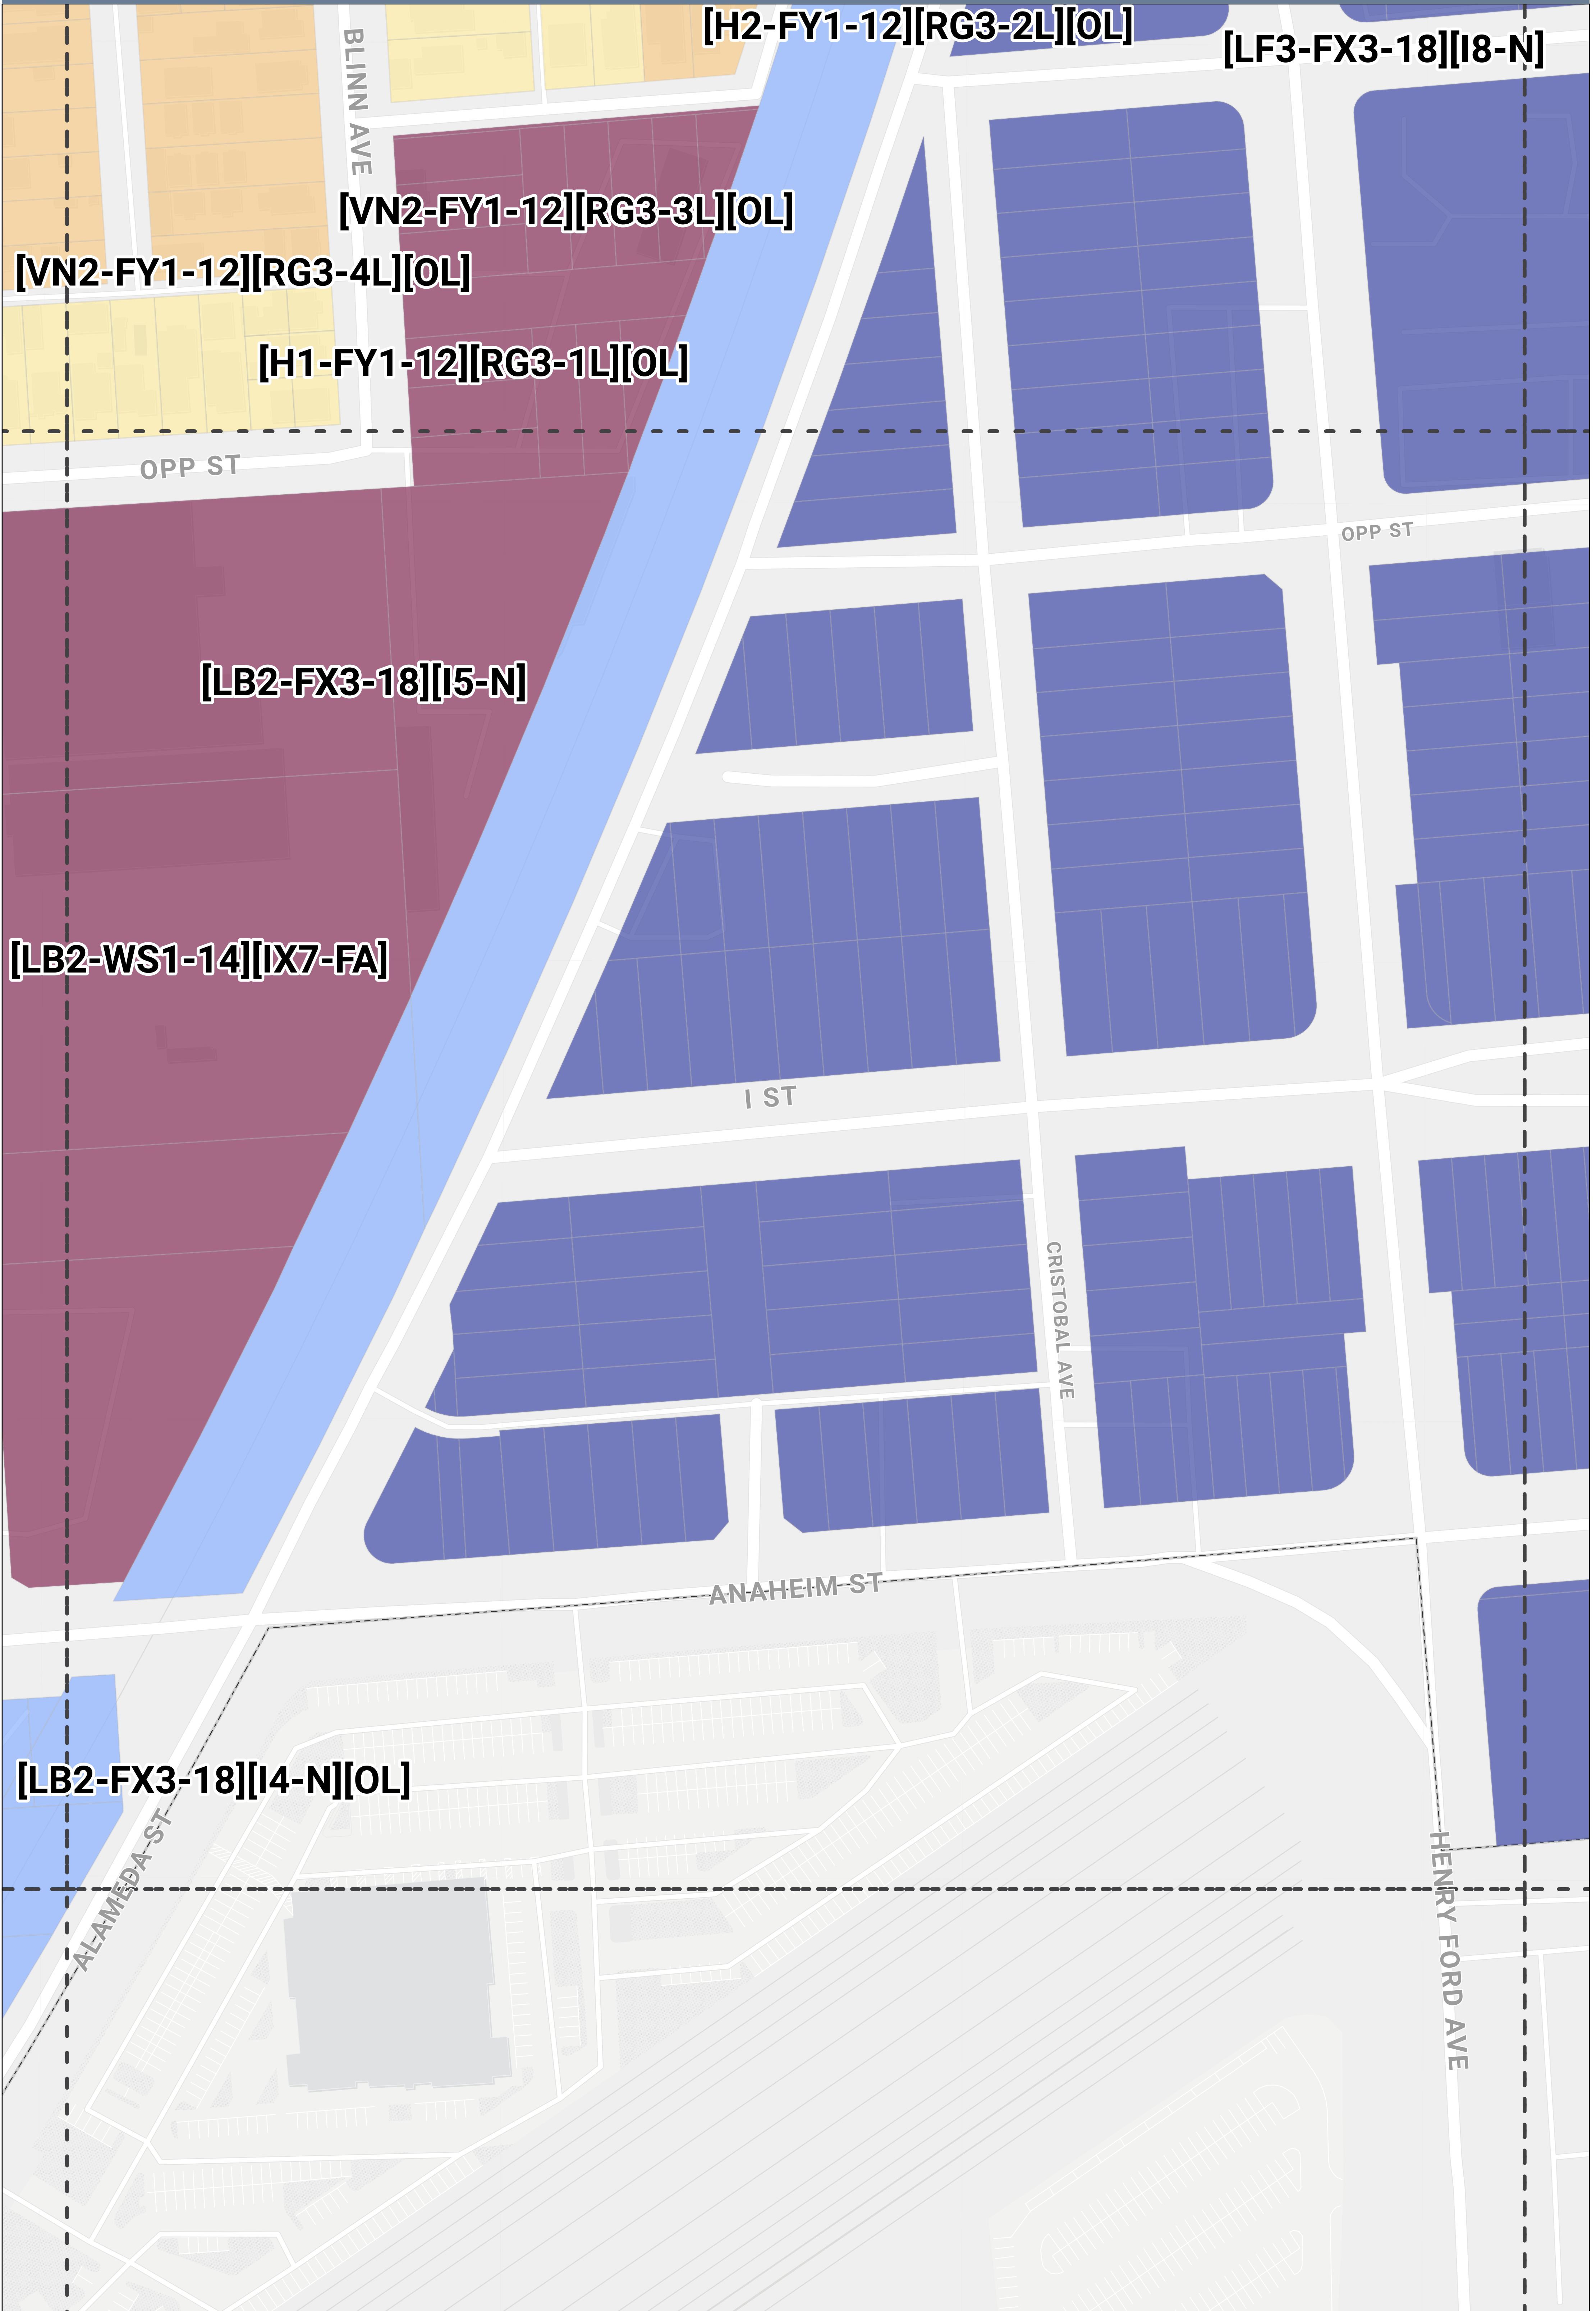 [H2-FY1-12][RG3-2L][OL]
[LF3-FX3-18][I8-N]
BLINN AVE
[VN2-FY1-12][RG3-3L][OL]
[VN2-FY1-12][RG3-4L][OL]
[H1-FY1-12][RG3-1L][OL]
OPP ST
OPP ST
[LB2-FX3-18][I5-N]
[LB2-WS1-14][IX7-FA]
I ST
CRISTOBAL AVE
ANAHEIM ST
[LB2-FX3-18][I4-N][OL]
ALAMEDA ST
HENRY FORD AVE